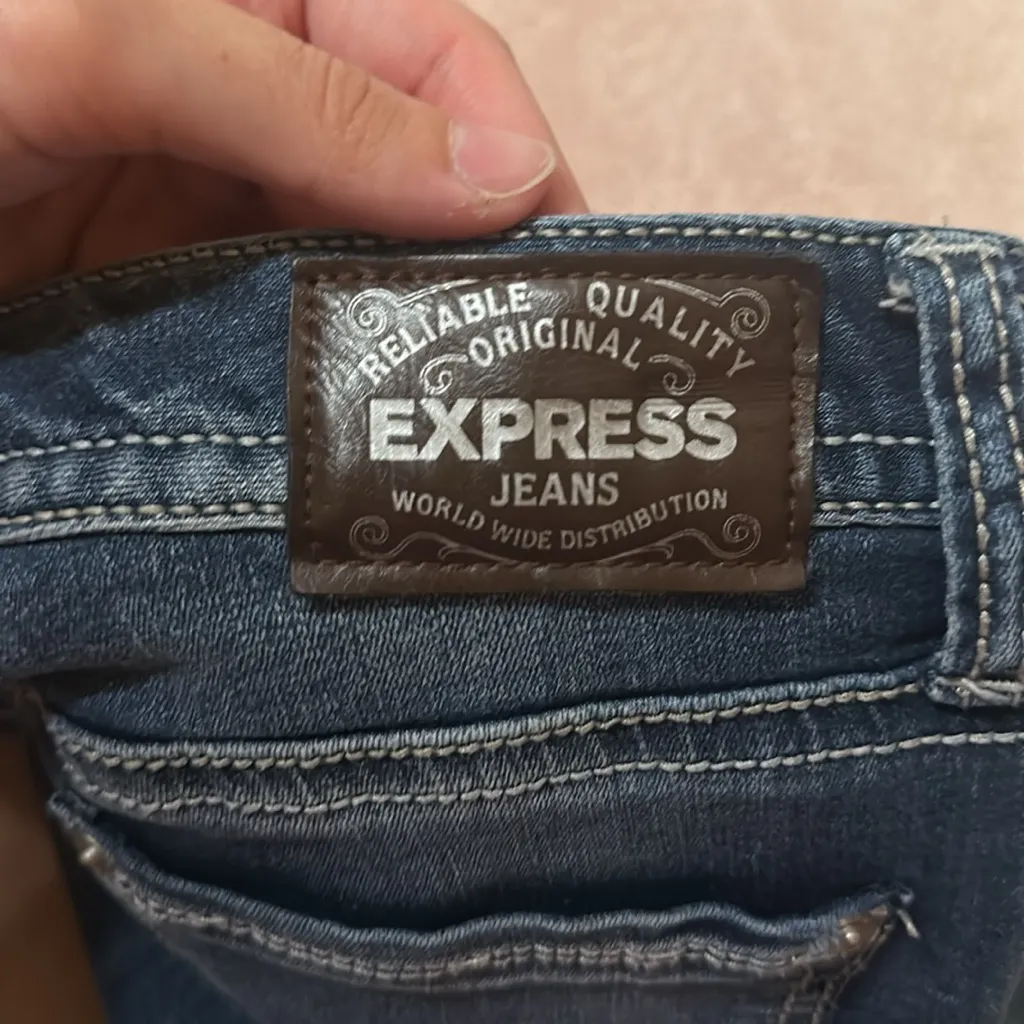 RELIABLE QUALITY
ORIGINAL
EXPRESS
JEANS
WORLD WIDE DISTRIBUTION